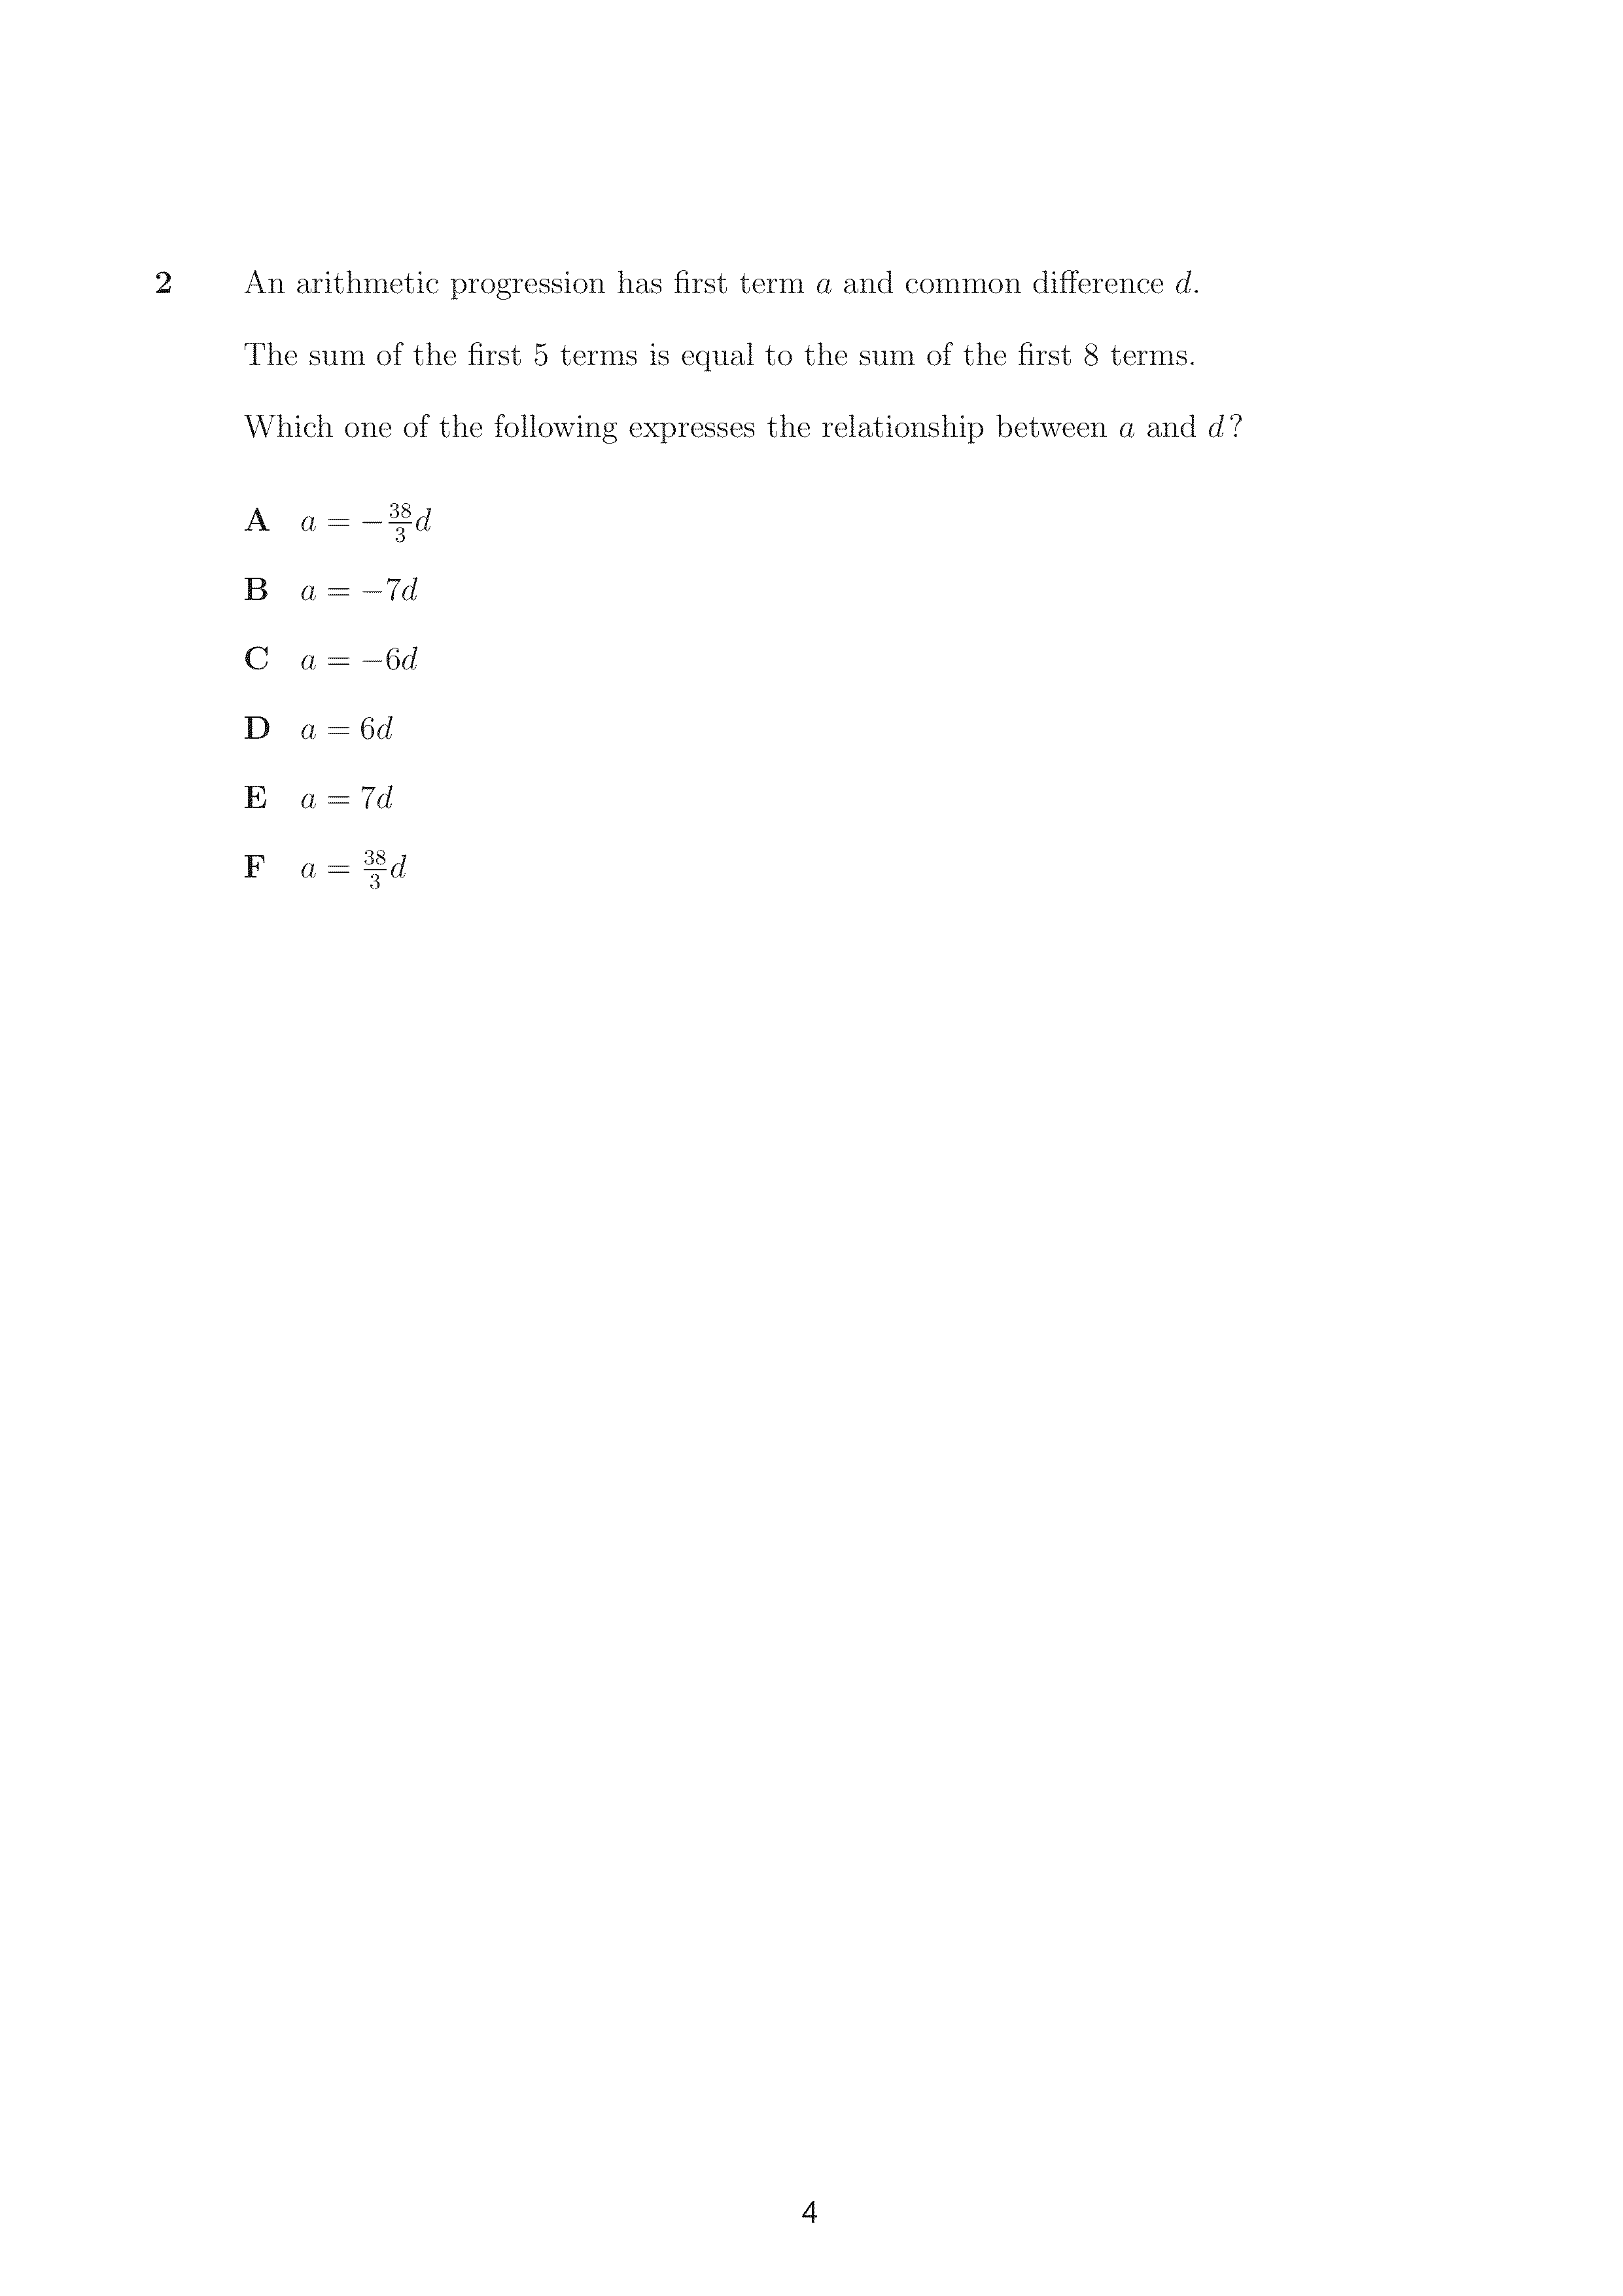 2 An arithmetic progression has first term a and common difference d.
The sum of the first 5 terms is equal to the sum of the first 8 terms.
Which one of the following expresses the relationship between a and d?
A a = −38/3 d
B a = −7d
C a = −6d
D a = 6d
E a = 7d
F a = 38/3 d
4